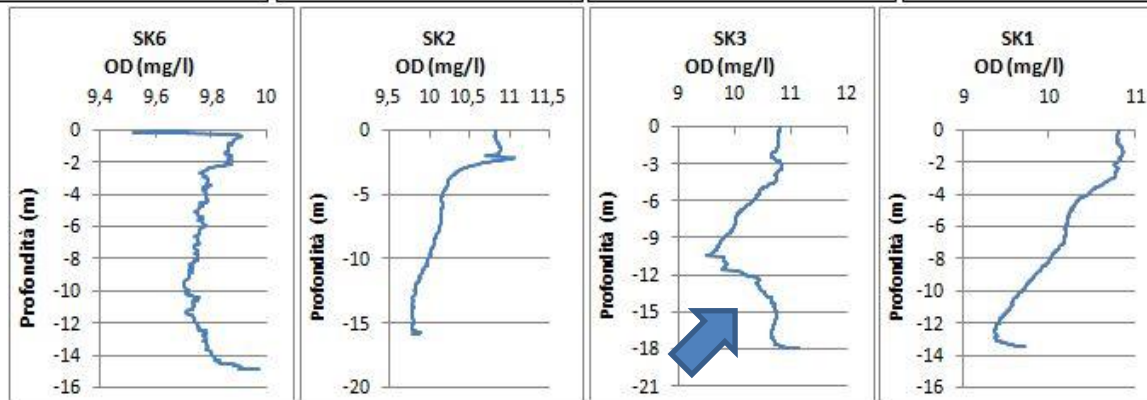 SK6
OD (mg/l)
9,4 9,6 9,8 10
0
-2
-4
-6
-8
-10
-12
-14
-16
Profondità (m)
SK2
OD (mg/l)
9,5 10 10,5 11 11,5
0
-5
-10
-15
-20
Profondità (m)
SK3
OD (mg/l)
9 10 11 12
0
-3
-6
-9
-12
-15
-18
-21
Profondità (m)
SK1
OD (mg/l)
9 10 11
0
-2
-4
-6
-8
-10
-12
-14
-16
Profondità (m)